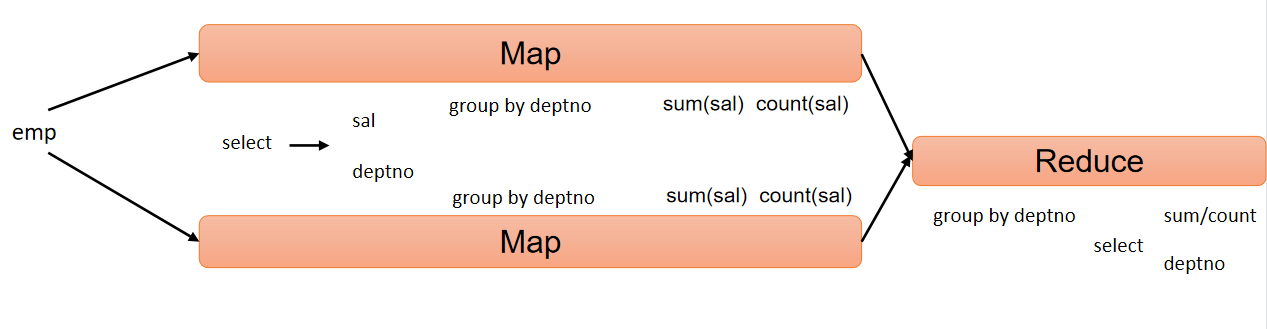 Map
group by deptno sum(sal) count(sal)
sal
emp
select
deptno
group by deptno sum(sal) count(sal)
Map
Reduce
group by deptno sum/count
select
deptno